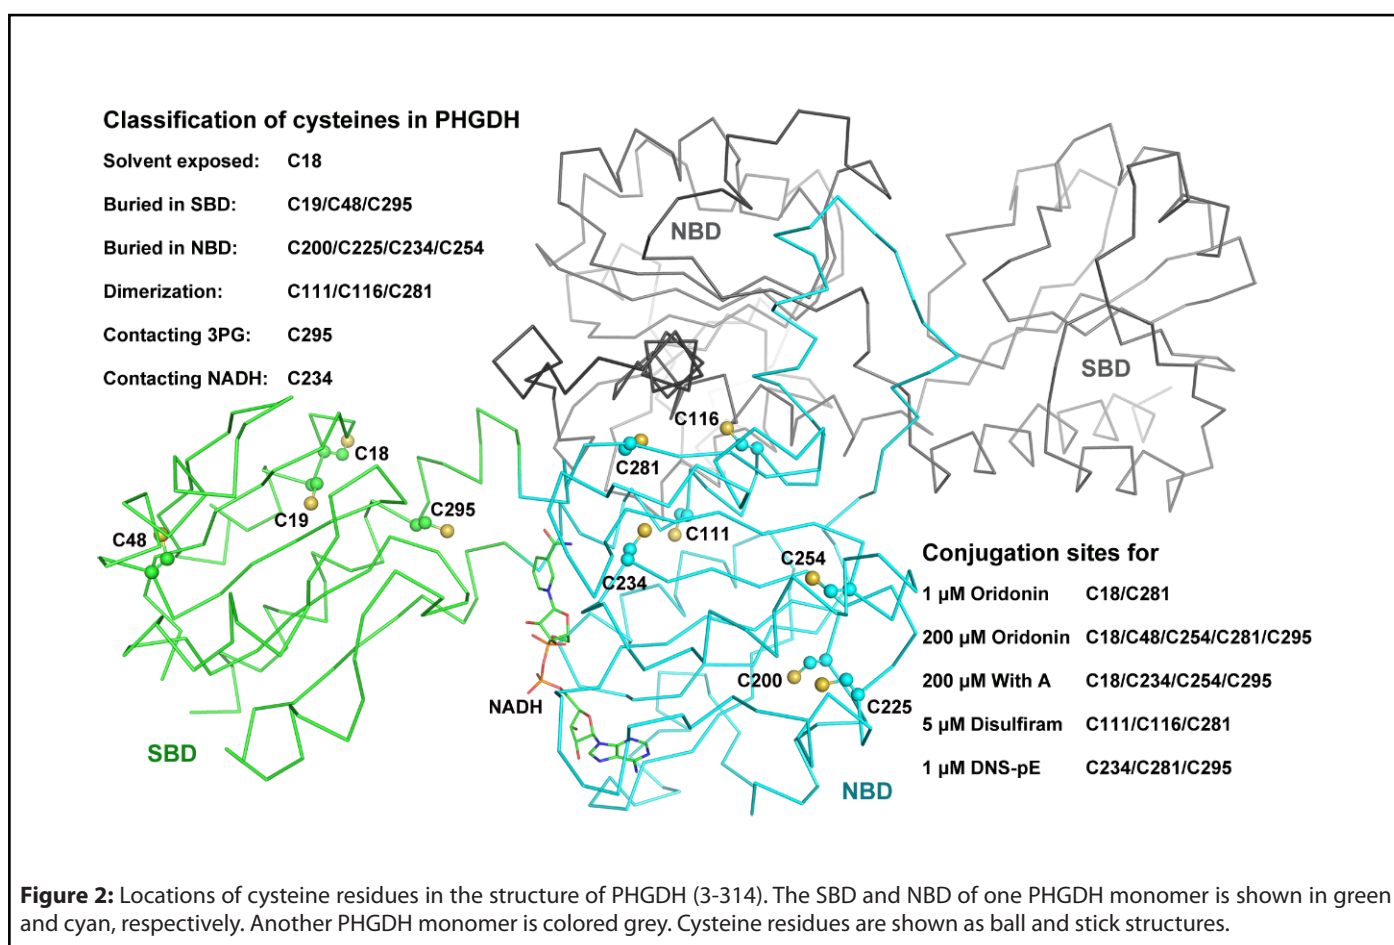 Classification of cysteines in PHGDH
Solvent exposed: C18
Buried in SBD: C19/C48/C295
Buried in NBD: C200/C225/C234/C254
Dimerization: C111/C116/C281
Contacting 3PG: C295
Contacting NADH: C234
NBD
SBD
C116
C18
C281
C19
C295
C48
C111
C234
C254
C200
C225
NADH
SBD
NBD
Conjugation sites for
1 µM Oridonin C18/C281
200 µM Oridonin C18/C48/C254/C281/C295
200 µM With A C18/C234/C254/C295
5 µM Disulfiram C111/C116/C281
1 µM DNS-pE C234/C281/C295
Figure 2: Locations of cysteine residues in the structure of PHGDH (3-314). The SBD and NBD of one PHGDH monomer is shown in green
and cyan, respectively. Another PHGDH monomer is colored grey. Cysteine residues are shown as ball and stick structures.